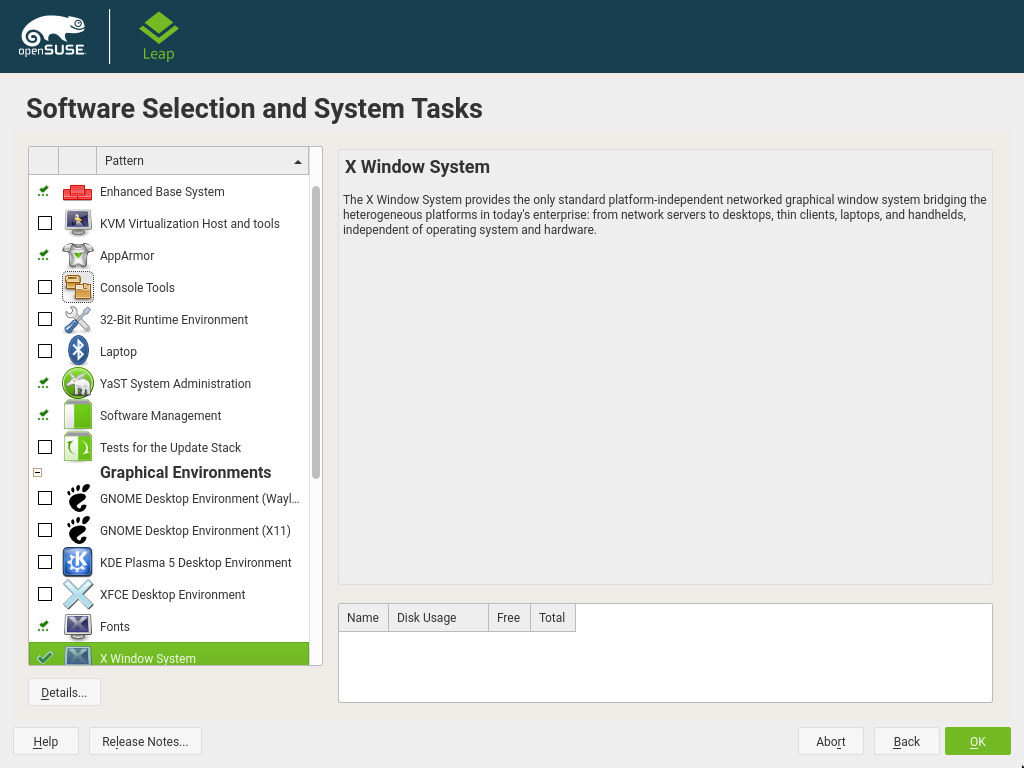 openSUSE.
Leap
Software Selection and System Tasks
Pattern
Enhanced Base System
KVM Virtualization Host and tools
AppArmor
Console Tools
32-Bit Runtime Environment
Laptop
YaST System Administration
Software Management
Tests for the Update Stack
Graphical Environments
GNOME Desktop Environment (Wayl...
GNOME Desktop Environment (X11)
KDE Plasma 5 Desktop Environment
XFCE Desktop Environment
Fonts
X Window System
Details...
X Window System
The X Window System provides the only standard platform-independent networked graphical window system bridging the
heterogeneous platforms in today's enterprise: from network servers to desktops, thin clients, laptops, and handhelds,
independent of operating system and hardware.
Name Disk Usage Free Total
Help Release Notes... Abort Back OK